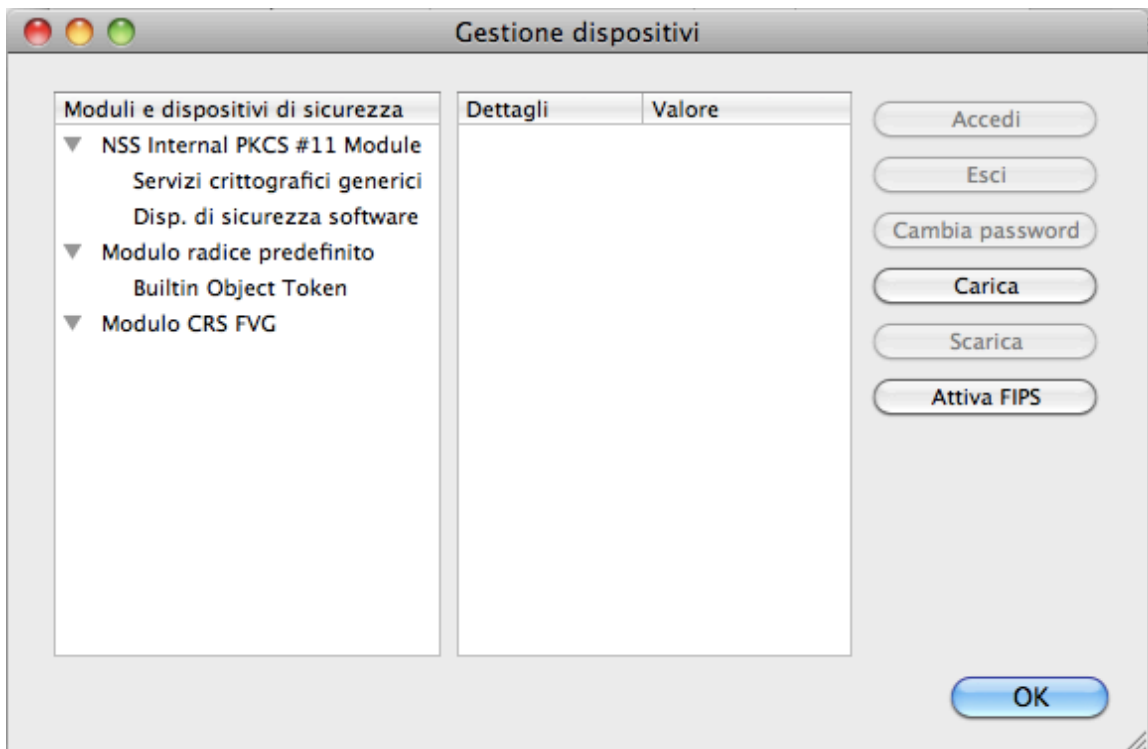 Gestione dispositivi
Moduli e dispositivi di sicurezza
NSS Internal PKCS #11 Module
Servizi crittografici generici
Disp. di sicurezza software
Modulo radice predefinito
Builtin Object Token
Modulo CRS FVG
Dettagli Valore
Accedi
Esci
Cambia password
Carica
Scarica
Attiva FIPS
OK